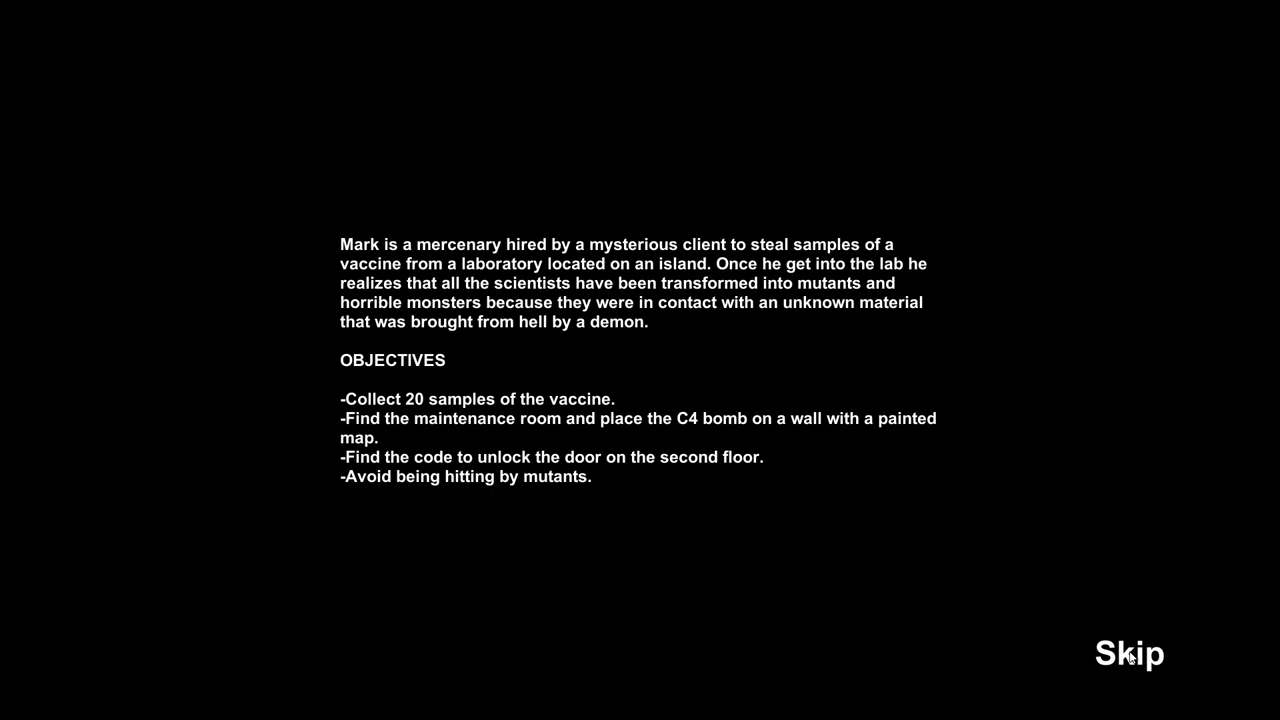 Mark is a mercenary hired by a mysterious client to steal samples of a
vaccine from a laboratory located on an island. Once he get into the lab he
realizes that all the scientists have been transformed into mutants and
horrible monsters because they were in contact with an unknown material
that was brought from hell by a demon.
OBJECTIVES
-Collect 20 samples of the vaccine.
-Find the maintenance room and place the C4 bomb on a wall with a painted
map.
-Find the code to unlock the door on the second floor.
-Avoid being hitting by mutants.
Skip